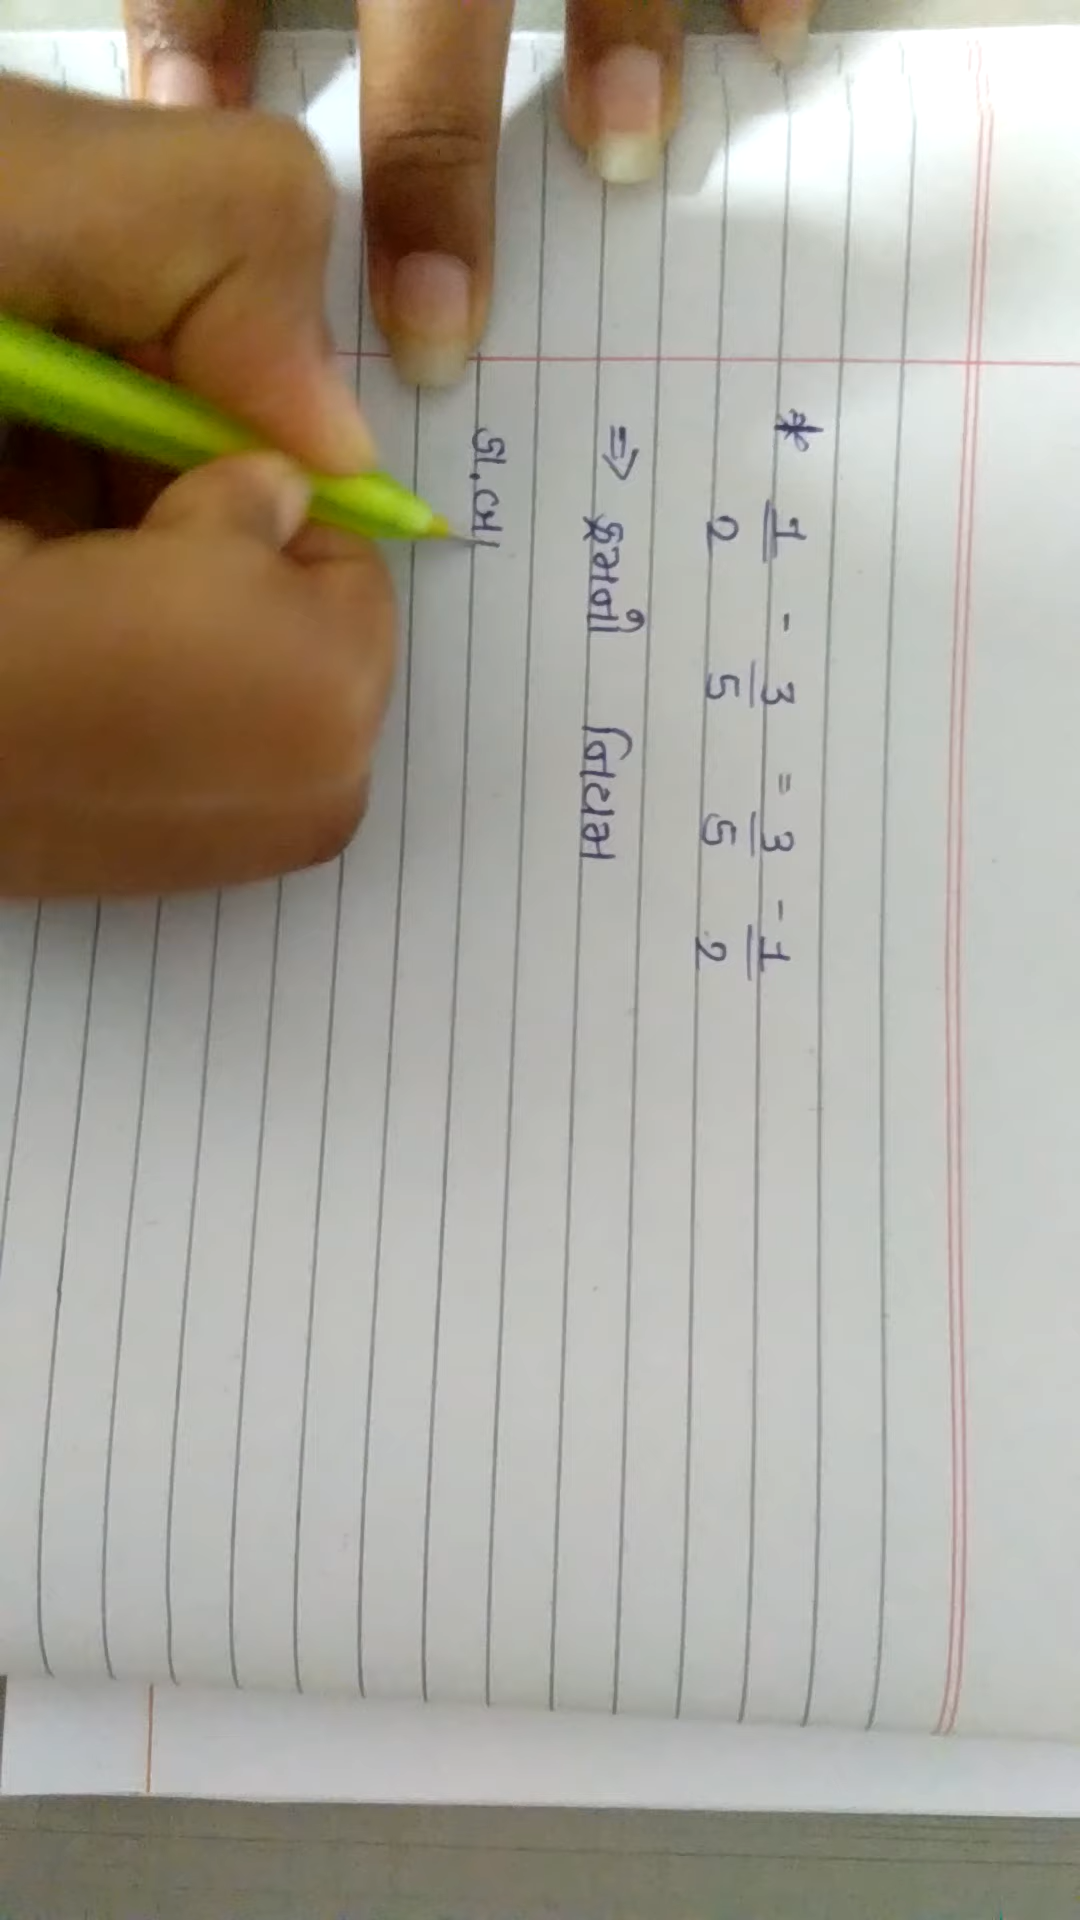 * 1/2 - 3/5 = 3/5 - 1/2
⇒ ક્રમનો નિયમ
ડા.બા